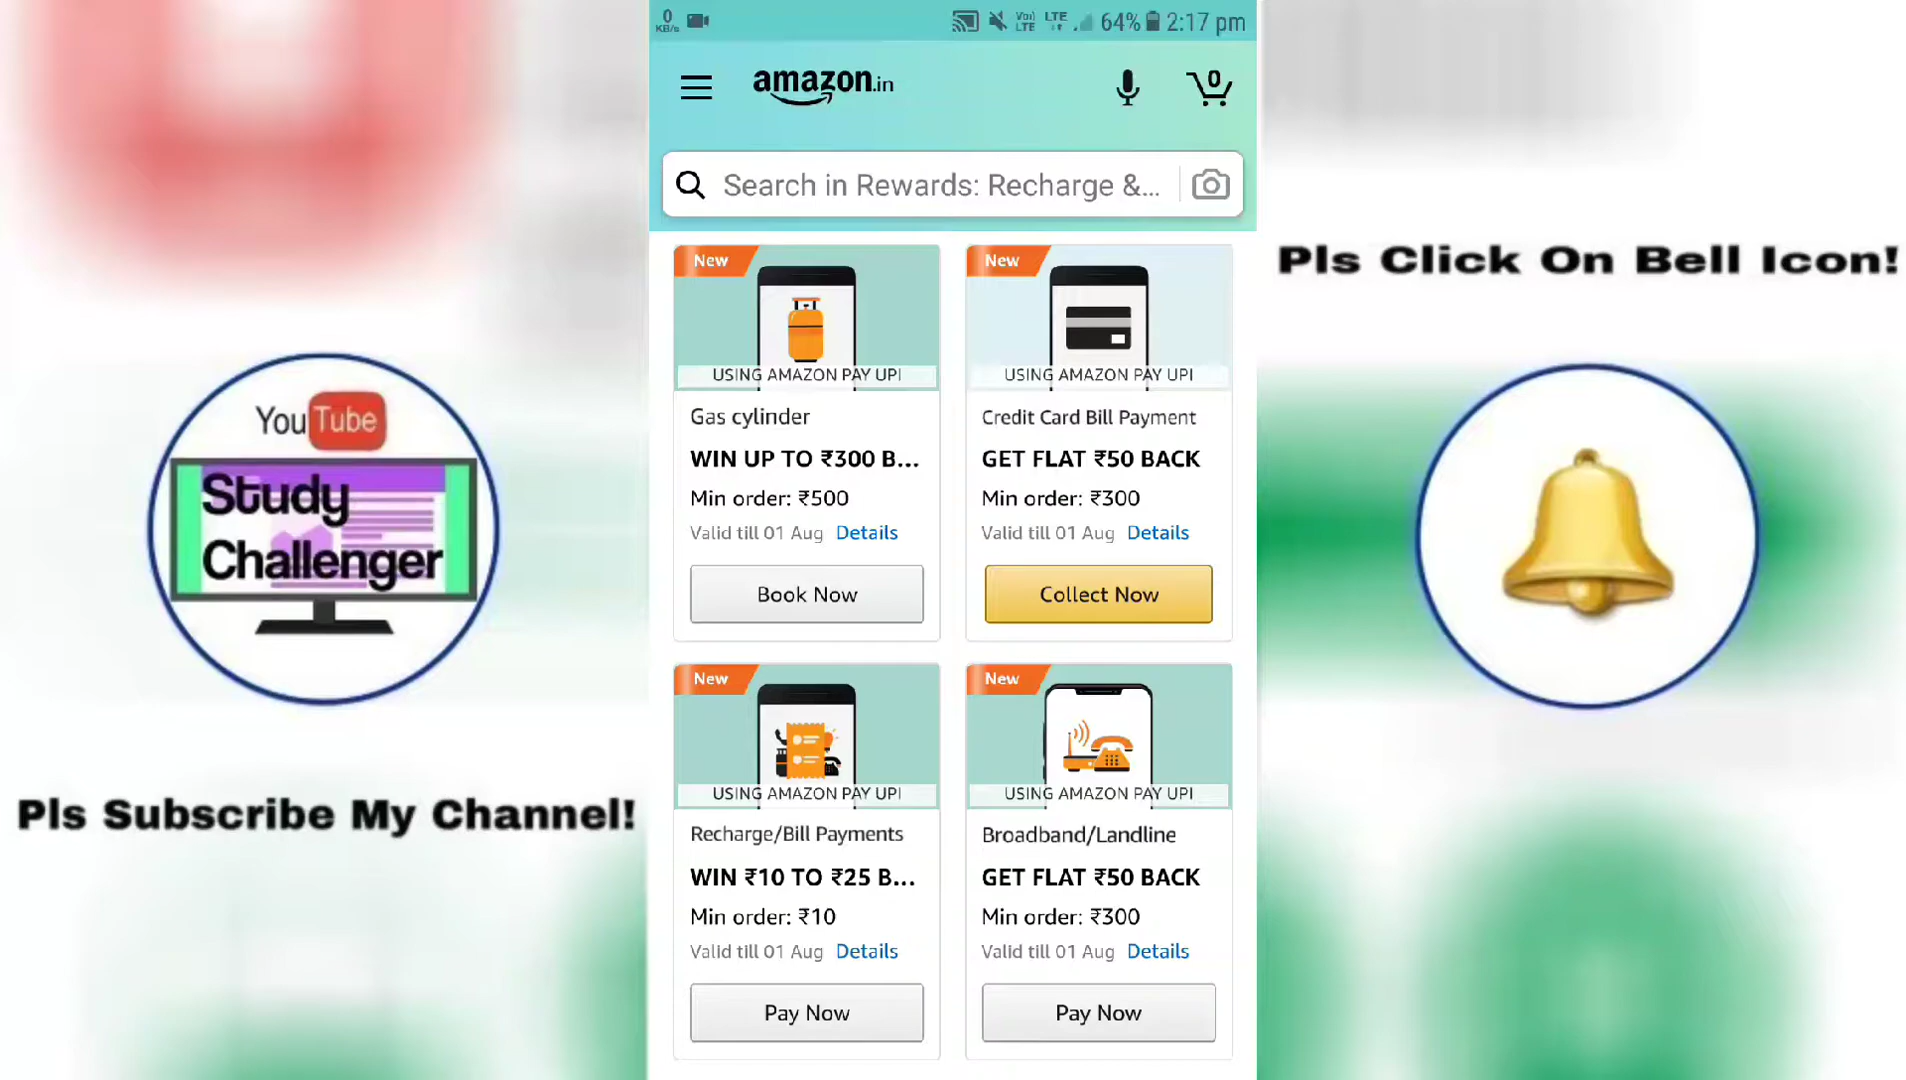 0
KB/s
Vo))
LTE
LTE
64%
2:17 pm
amazon.in
0
Search in Rewards: Recharge &...
New
USING AMAZON PAY UPI
Gas cylinder
WIN UP TO ₹300 B...
Min order: ₹500
Valid till 01 Aug Details
Book Now
New
USING AMAZON PAY UPI
Credit Card Bill Payment
GET FLAT ₹50 BACK
Min order: ₹300
Valid till 01 Aug Details
Collect Now
New
USING AMAZON PAY UPI
Recharge/Bill Payments
WIN ₹10 TO ₹25 B...
Min order: ₹10
Valid till 01 Aug Details
Pay Now
New
USING AMAZON PAY UPI
Broadband/Landline
GET FLAT ₹50 BACK
Min order: ₹300
Valid till 01 Aug Details
Pay Now
YouTube
Study
Challenger
Pls Subscribe My Channel!
Pls Click On Bell Icon!